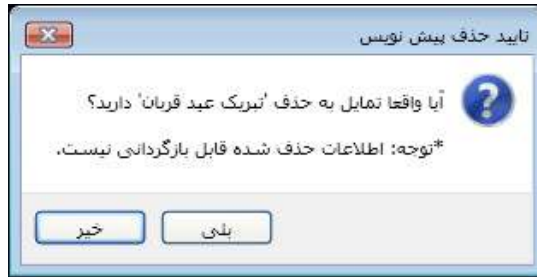 تایید حذف پیش نویس
آیا واقعا تمایل به حذف 'تبریک عید قربان' دارید؟
*توجه: اطلاعات حذف شده قابل بازگردانی نیست.
بلی
خیر